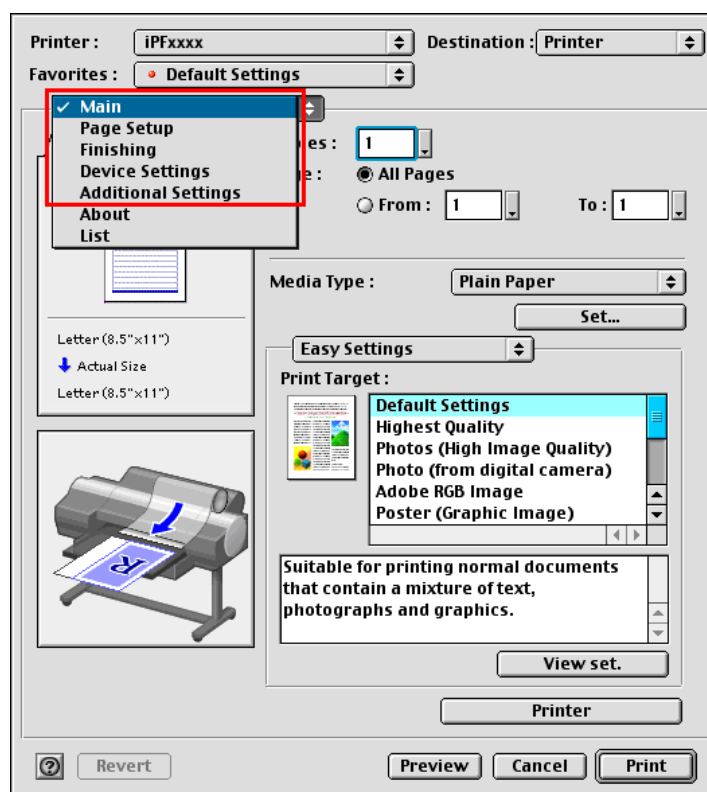 Printer : iPFxxxx Destination : Printer
Favorites : Default Settings
Main
Page Setup
Finishing
Device Settings
Additional Settings
About
List
es : 1
e : All Pages
From : 1 To : 1
Letter (8.5"x11")
Actual Size
Letter (8.5"x11")
Media Type : Plain Paper
Set...
Easy Settings
Print Target :
Default Settings
Highest Quality
Photos (High Image Quality)
Photo (from digital camera)
Adobe RGB Image
Poster (Graphic Image)
Suitable for printing normal documents
that contain a mixture of text,
photographs and graphics.
View set.
Printer
R
? Revert Preview Cancel Print